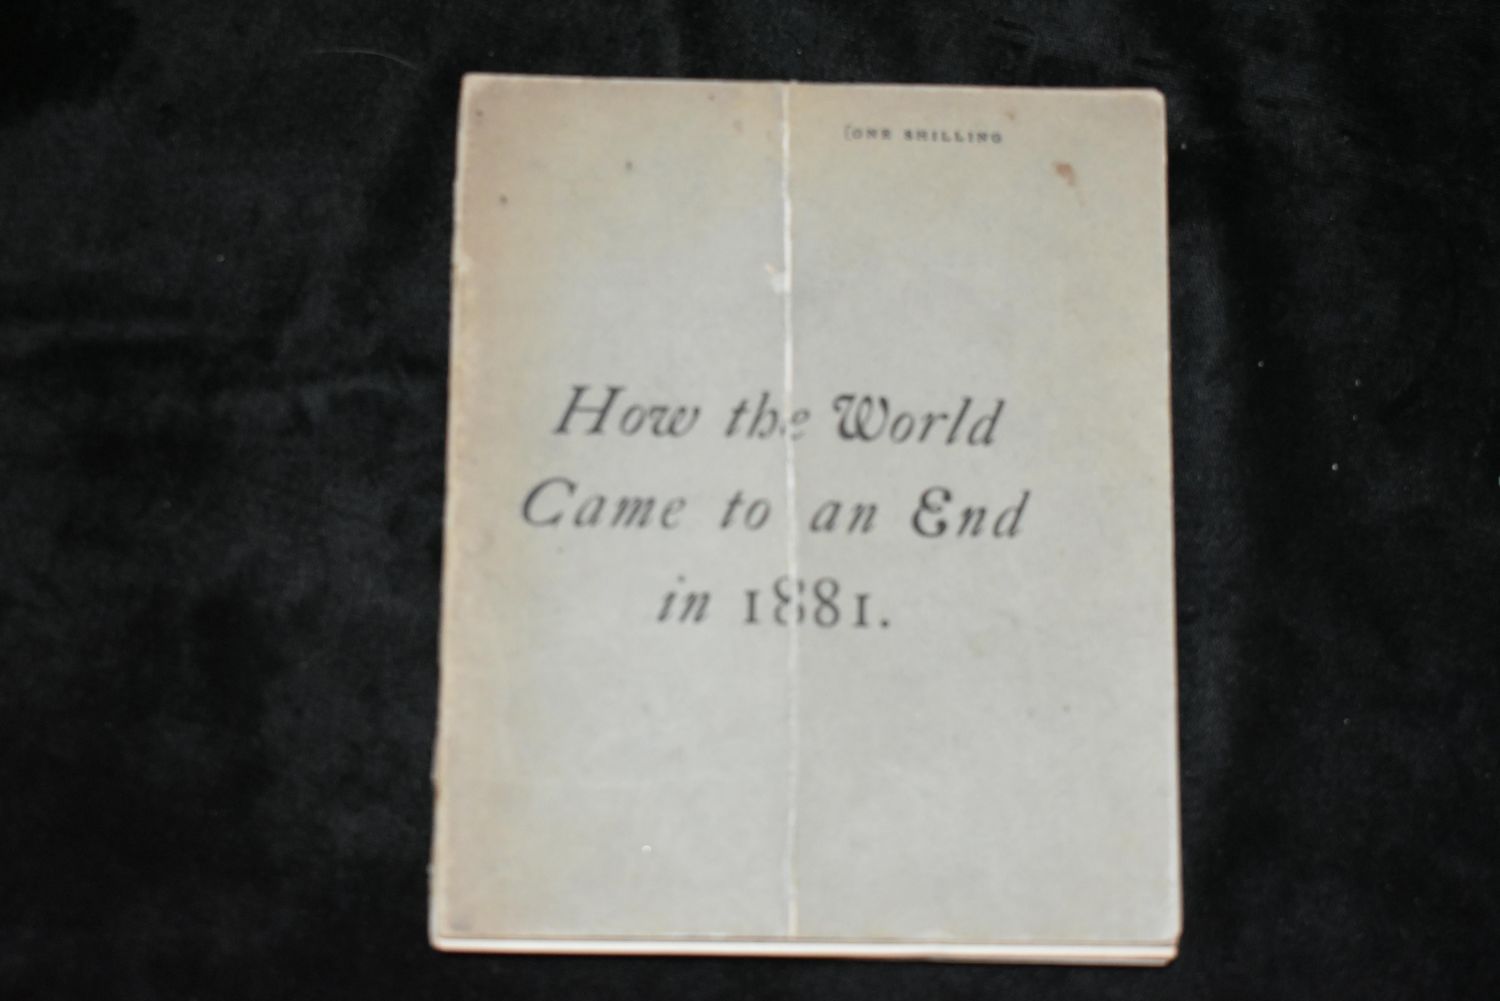 [ONE SHILLING
How the World
Came to an End
in 1881.